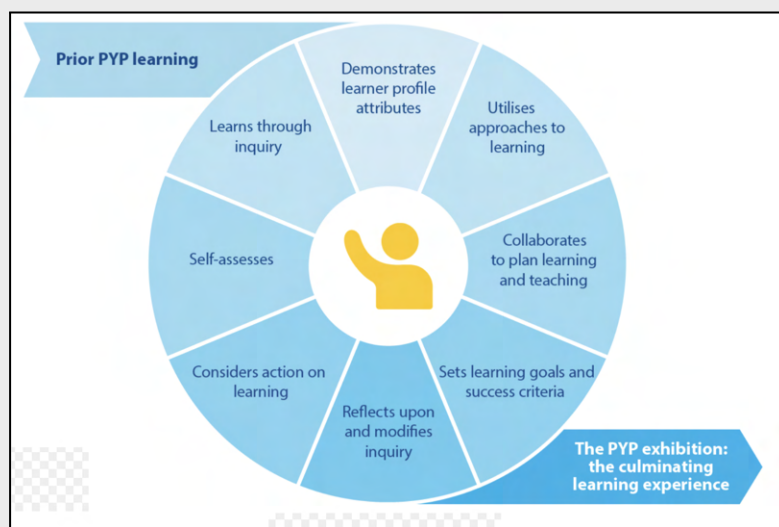 Prior PYP learning
Demonstrates
learner profile
attributes
Utilises
approaches to
learning
Collaborates
to plan learning
and teaching
Sets learning goals and
success criteria
Reflects upon
and modifies
inquiry
Considers action on
learning
Self-assesses
Learns through
inquiry
The PYP exhibition:
the culminating
learning experience